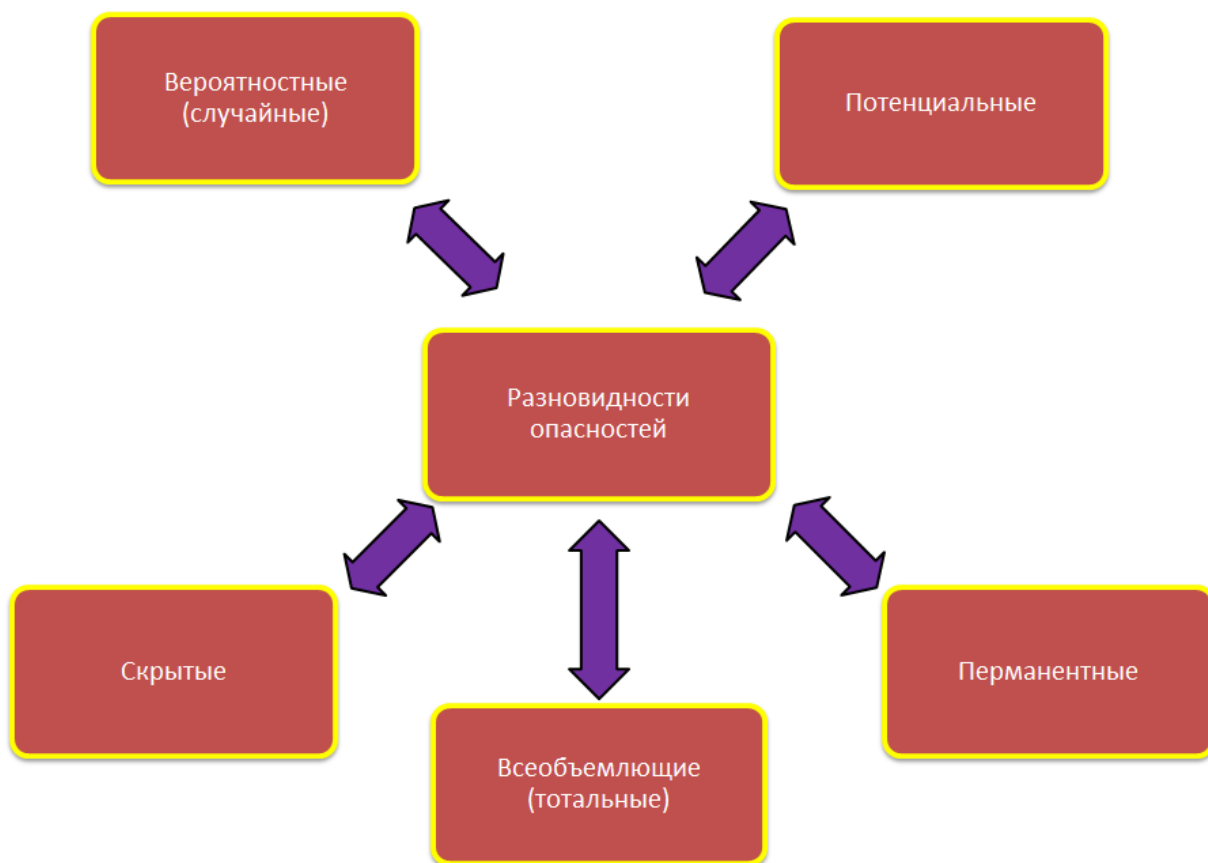 Вероятностные
(случайные)
Потенциальные
Разновидности
опасностей
Скрытые
Всеобъемлющие
(тотальные)
Перманентные